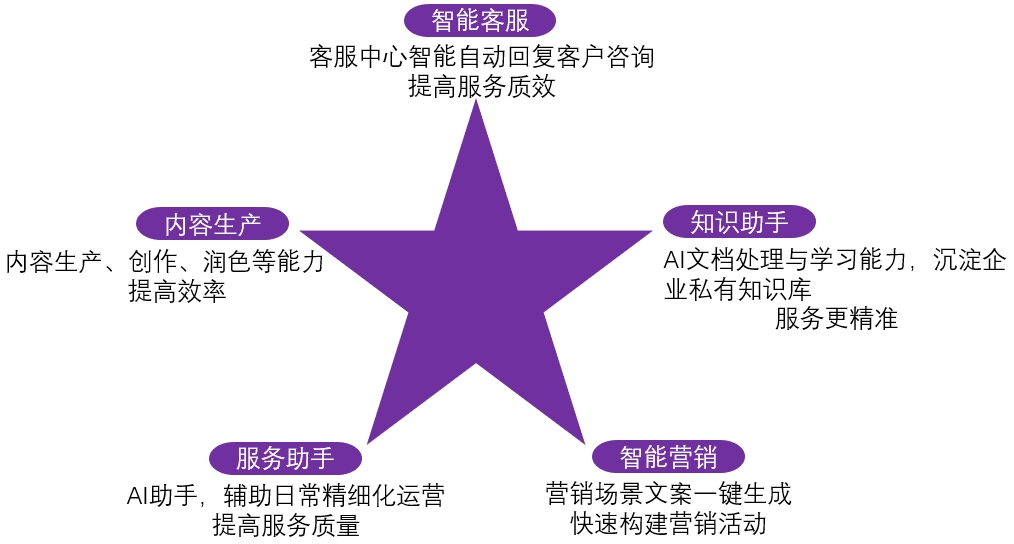 智能客服
客服中心智能自动回复客户咨询
提高服务质效
内容生产
内容生产、创作、润色等能力
提高效率
知识助手
AI文档处理与学习能力，沉淀企
业私有知识库
服务更精准
服务助手
AI助手，辅助日常精细化运营
提高服务质量
智能营销
营销场景文案一键生成
快速构建营销活动